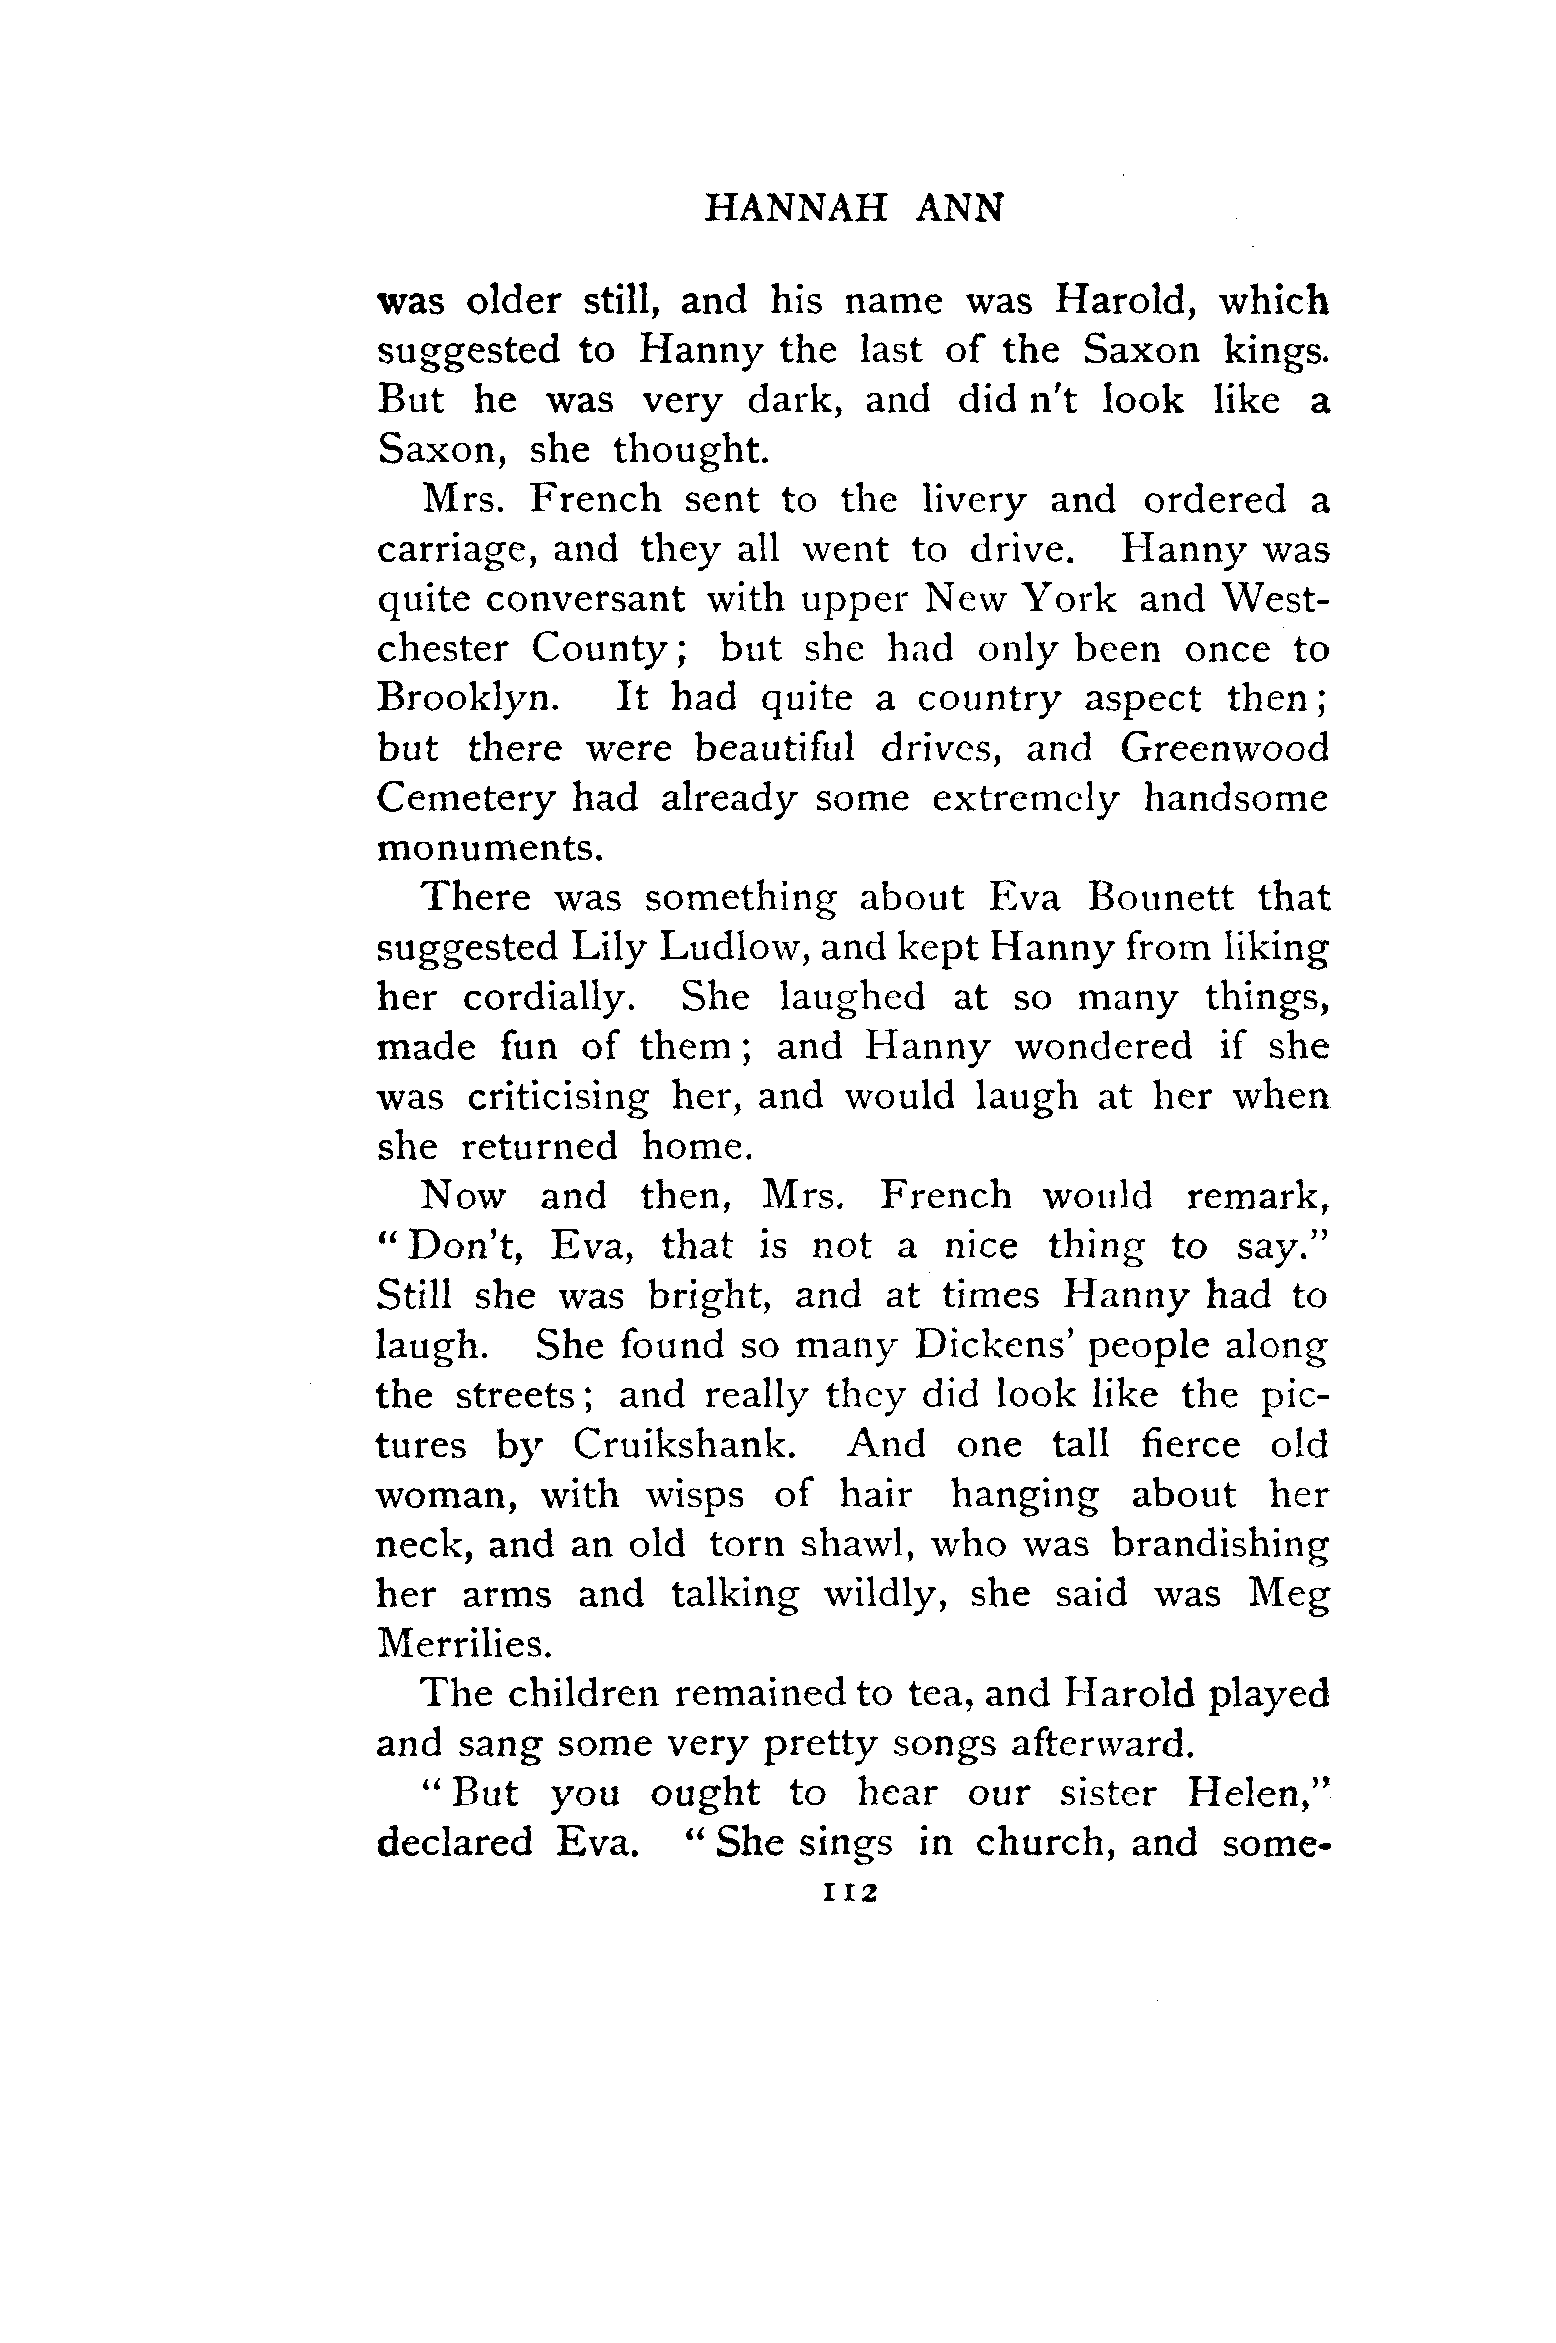 HANNAH ANN
was older still, and his name was Harold, which
suggested to Hanny the last of the Saxon kings.
But he was very dark, and did n't look like a
Saxon, she thought.
Mrs. French sent to the livery and ordered a
carriage, and they all went to drive. Hanny was
quite conversant with upper New York and West-
chester County; but she had only been once to
Brooklyn. It had quite a country aspect then;
but there were beautiful drives, and Greenwood
Cemetery had already some extremely handsome
monuments.
There was something about Eva Bounett that
suggested Lily Ludlow, and kept Hanny from liking
her cordially. She laughed at so many things,
made fun of them; and Hanny wondered if she
was criticising her, and would laugh at her when
she returned home.
Now and then, Mrs. French would remark,
"Don't, Eva, that is not a nice thing to say."
Still she was bright, and at times Hanny had to
laugh. She found so many Dickens' people along
the streets; and really they did look like the pic-
tures by Cruikshank. And one tall fierce old
woman, with wisps of hair hanging about her
neck, and an old torn shawl, who was brandishing
her arms and talking wildly, she said was Meg
Merrilies.
The children remained to tea, and Harold played
and sang some very pretty songs afterward.
"But you ought to hear our sister Helen,"
declared Eva. "She sings in church, and some-
112